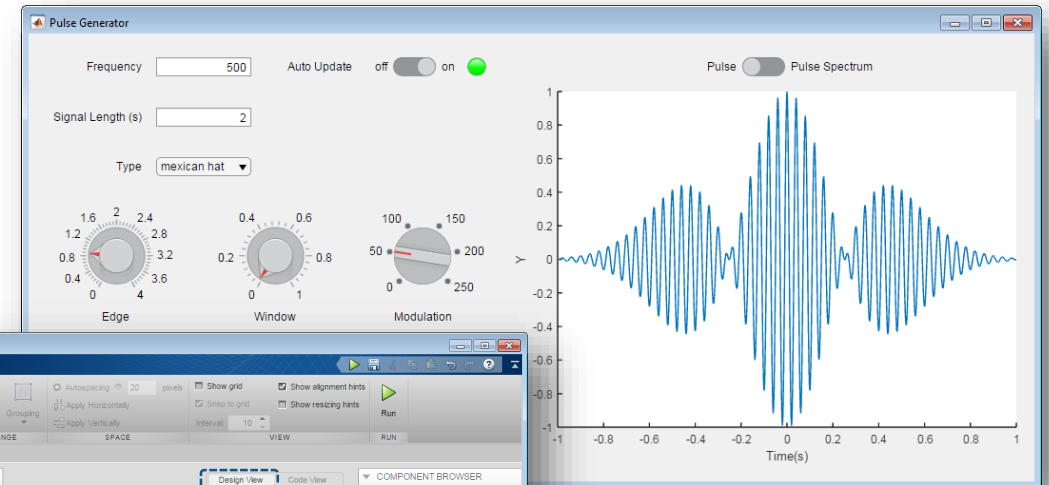 Pulse Generator
Frequency 500 Auto Update off on
Pulse Pulse Spectrum
Signal Length (s) 2
Type mexican hat
0 0.4 0.8 1.2 1.6 2 2.4 2.8 3.2 3.6 4
Edge
0 0.2 0.4 0.6 0.8 1
Window
0 50 100 150 200 250
Modulation
Y
1
0.8
0.6
0.4
0.2
0
-0.2
-0.4
-0.6
-0.8
-1
-1 -0.8 -0.6 -0.4 -0.2 0 0.2 0.4 0.6 0.8 1
Time(s)
?
Autospacing 20 pixels
Show grid
Show alignment hints
Grouping
Apply Horizontally
Snap to grid
Show resizing hints
Run
Apply Vertically
Interval: 10
NGE SPACE VIEW RUN
Design View Code View COMPONENT BROWSER